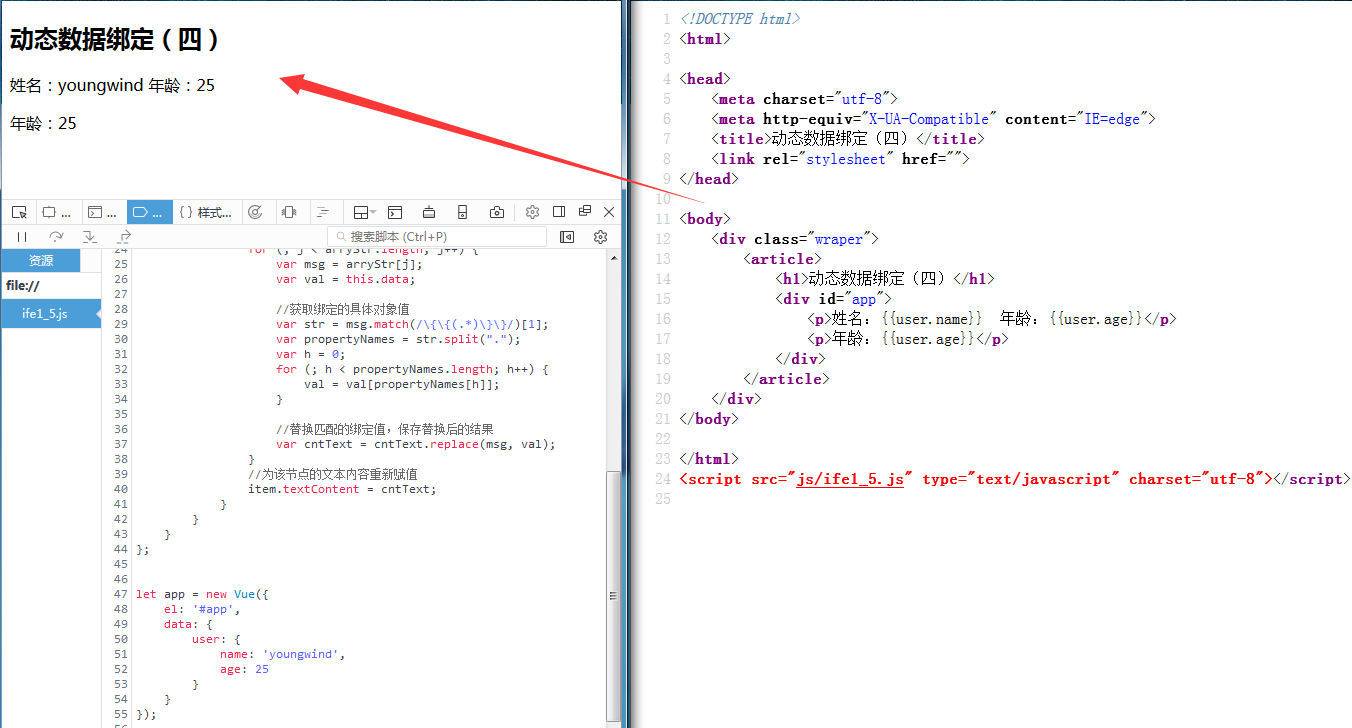 动态数据绑定（四）
姓名：youngwind 年龄：25
年龄：25
{ } 样式...
搜索脚本 (Ctrl+P)
资源
file://
ife1_5.js
24 for (; j < arryStr.length; j++) {
25 var msg = arryStr[j];
26 var val = this.data;
27
28 //获取绑定的具体对象值
29 var str = msg.match(/\{\{(.*)\}\}/)[1];
30 var propertyNames = str.split(".");
31 var h = 0;
32 for (; h < propertyNames.length; h++) {
33 val = val[propertyNames[h]];
34 }
35
36 //替换匹配的绑定值，保存替换后的结果
37 var cntText = cntText.replace(msg, val);
38 }
39 //为该节点的文本内容重新赋值
40 item.textContent = cntText;
41 }
42 }
43 }
44 };
45
46
47 let app = new Vue({
48 el: '#app',
49 data: {
50 user: {
51 name: 'youngwind',
52 age: 25
53 }
54 }
55 });
1 <!DOCTYPE html>
2 <html>
3
4 <head>
5 <meta charset="utf-8">
6 <meta http-equiv="X-UA-Compatible" content="IE=edge">
7 <title>动态数据绑定（四）</title>
8 <link rel="stylesheet" href="">
9 </head>
10
11 <body>
12 <div class="wraper">
13 <article>
14 <h1>动态数据绑定（四）</h1>
15 <div id="app">
16 <p>姓名：{{user.name}} 年龄：{{user.age}}</p>
17 <p>年龄：{{user.age}}</p>
18 </div>
19 </article>
20 </div>
21 </body>
22
23 </html>
24 <script src="js/ife1_5.js" type="text/javascript" charset="utf-8"></script>
25